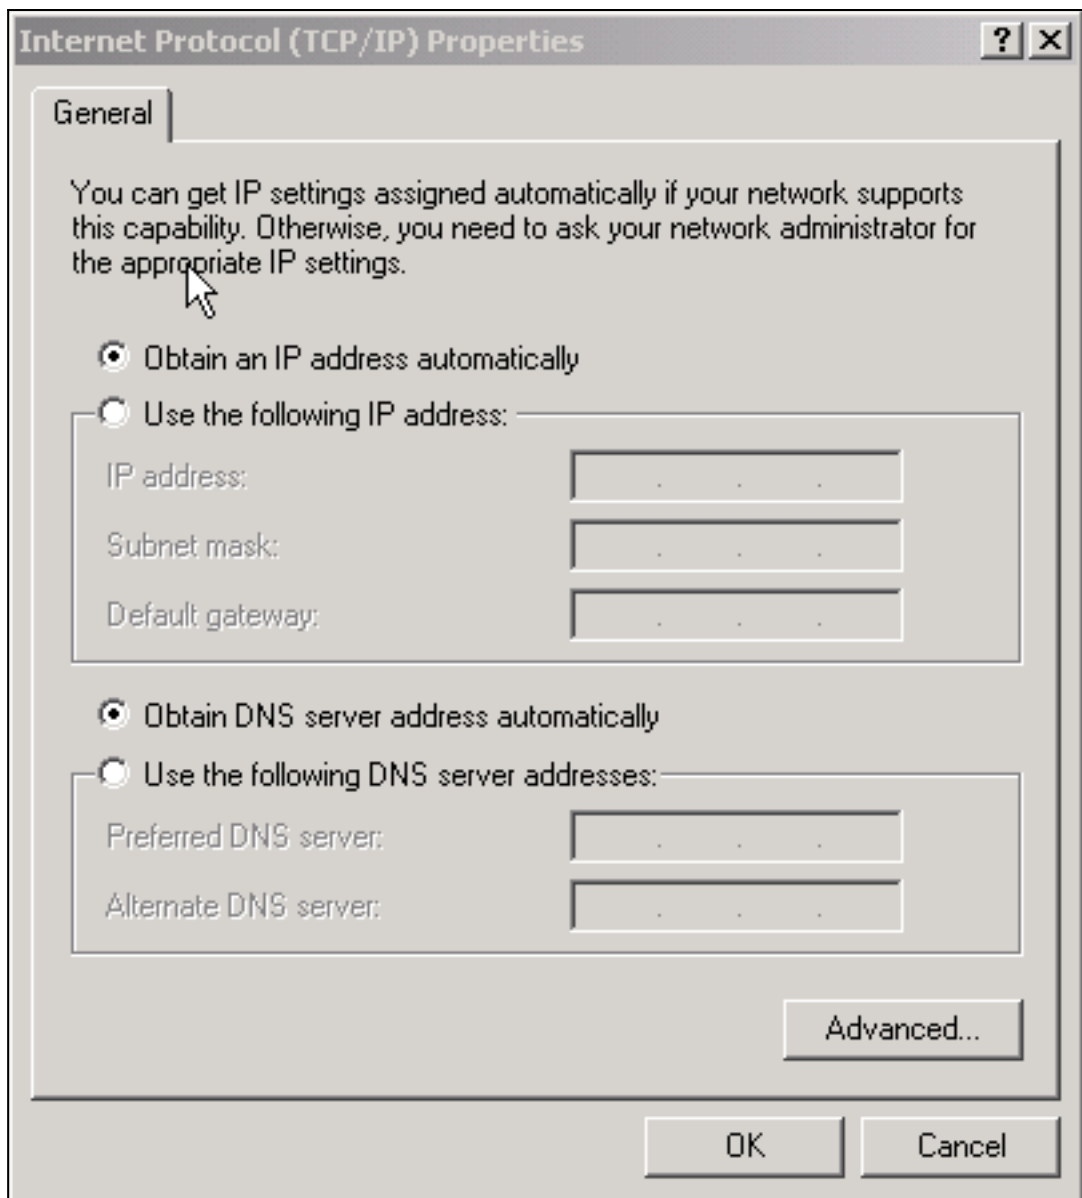 Internet Protocol (TCP/IP) Properties
General
You can get IP settings assigned automatically if your network supports
this capability. Otherwise, you need to ask your network administrator for
the appropriate IP settings.
Obtain an IP address automatically
Use the following IP address:
IP address:
Subnet mask:
Default gateway:
Obtain DNS server address automatically
Use the following DNS server addresses:
Preferred DNS server:
Alternate DNS server:
Advanced...
OK
Cancel